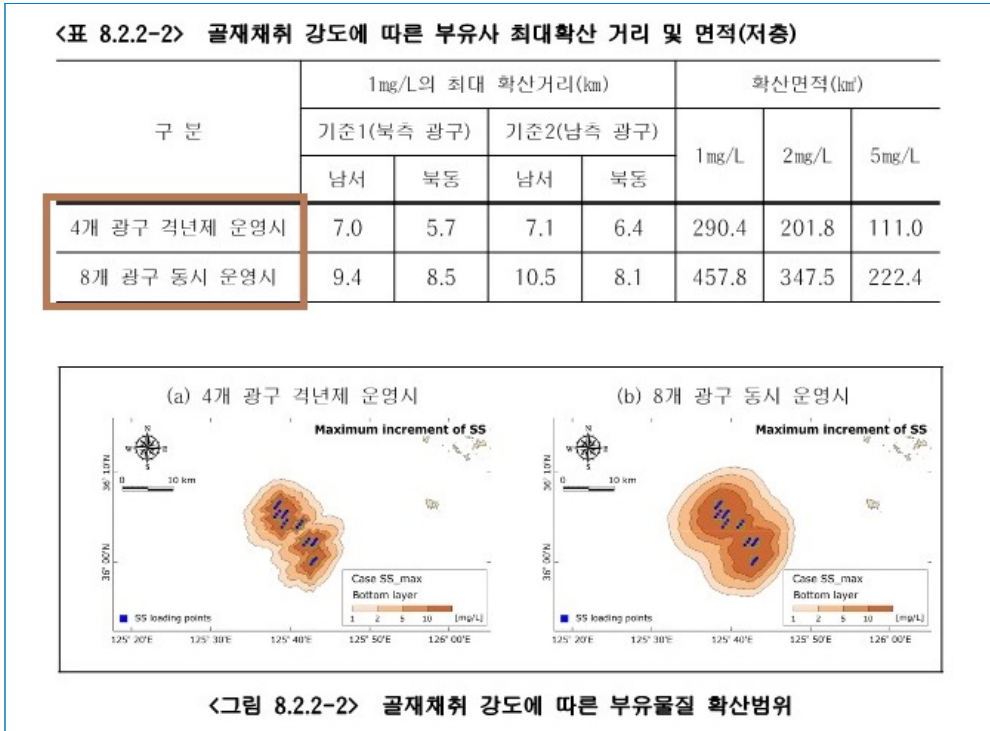 <표 8.2.2-2> 골재채취 강도에 따른 부유사 최대확산 거리 및 면적(저층)
구 분 1㎎/L의 최대 확산거리(㎞) 확산면적(㎢)
기준1(북측 광구) 기준2(남측 광구) 1㎎/L 2㎎/L 5㎎/L
남서 북동 남서 북동
4개 광구 격년제 운영시 7.0 5.7 7.1 6.4 290.4 201.8 111.0
8개 광구 동시 운영시 9.4 8.5 10.5 8.1 457.8 347.5 222.4
(a) 4개 광구 격년제 운영시 (b) 8개 광구 동시 운영시
Maximum increment of SS Maximum increment of SS
N N
W E W E
S S
36° 10'N 36° 10'N
0 10 km 0 10 km
36° 00'N 36° 00'N
Case SS_max Case SS_max
Bottom layer Bottom layer
SS loading points 1 2 5 10 [mg/L] SS loading points 1 2 5 10 [mg/L]
125° 20'E 125° 30'E 125° 40'E 125° 50'E 126° 00'E 125° 20'E 125° 30'E 125° 40'E 125° 50'E 126° 00'E
<그림 8.2.2-2> 골재채취 강도에 따른 부유물질 확산범위